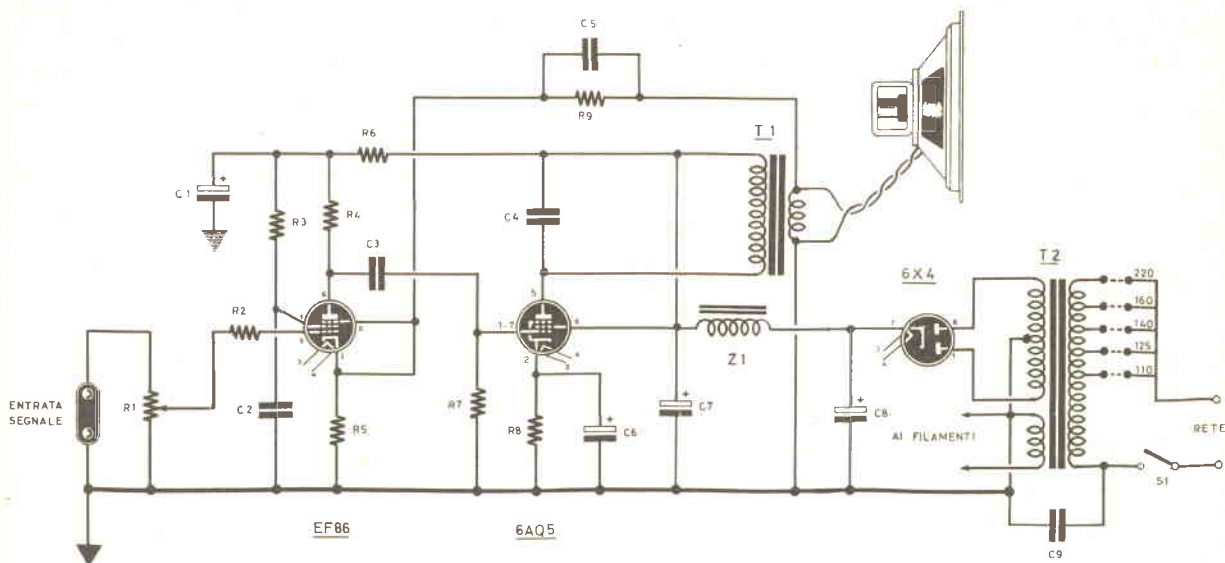 C5
R9
T1
R6
C1
R3
R4
C4
C3
T2
6X4
220
160
140
125
110
R2
Z1
ENTRATA
SEGNALE
R1
C2
R5
R7
R8
C6
C7
C8
AI FILAMENTI
RETE
S1
EF86
6AQ5
C9